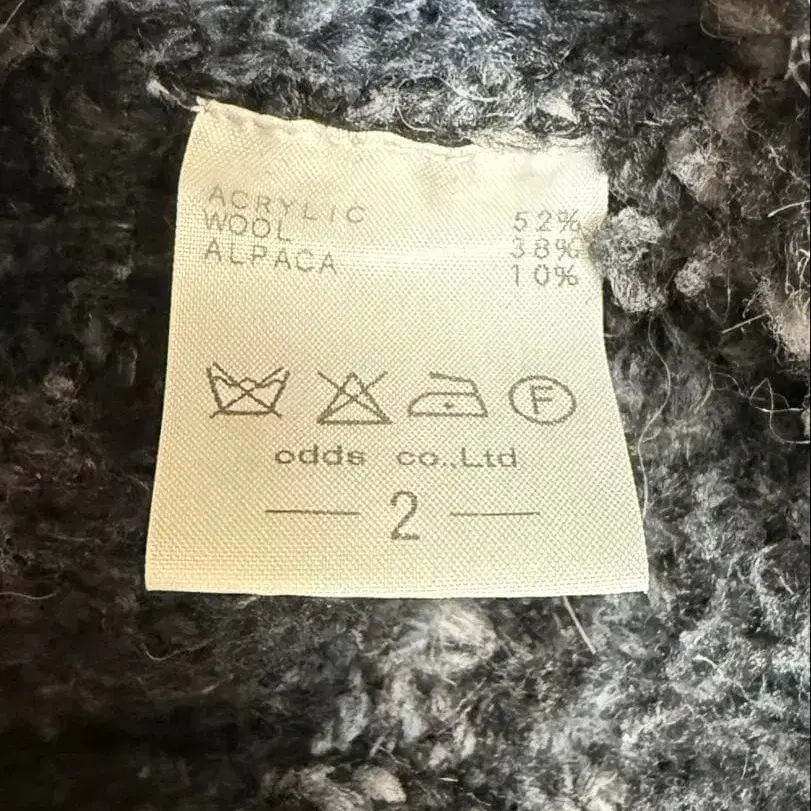 ACRYLIC 52%
WOOL 38%
ALPACA 10%
F
odds co.,Ltd
2